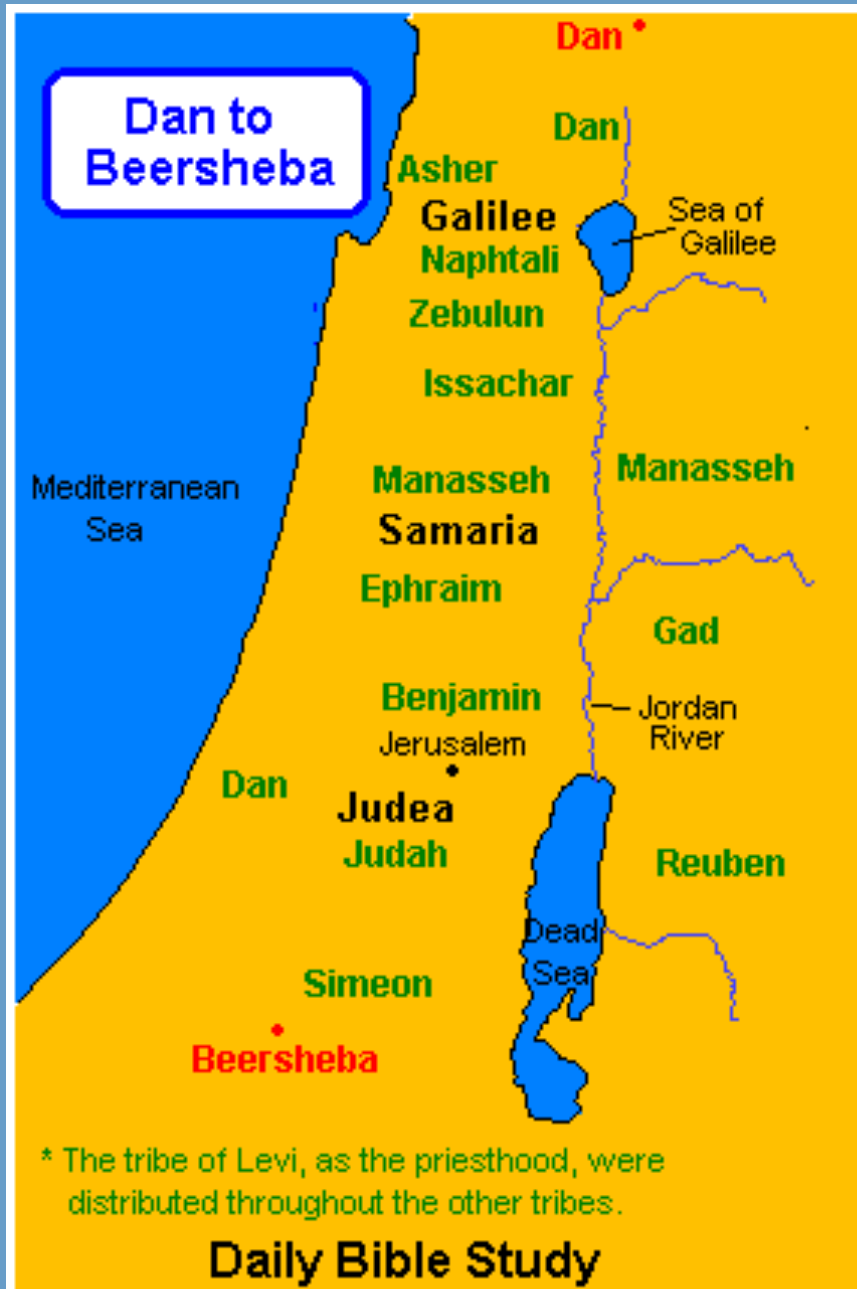 Dan
Dan to
Beersheba
Dan
Asher
Galilee
Sea of
Galilee
Naphtali
Zebulun
Issachar
Manasseh
Manasseh
Mediterranean
Sea
Samaria
Ephraim
Gad
Benjamin
Jordan
River
Jerusalem
Dan
Judea
Judah
Reuben
Dead
Sea
Simeon
Beersheba
* The tribe of Levi, as the priesthood, were
distributed throughout the other tribes.
Daily Bible Study